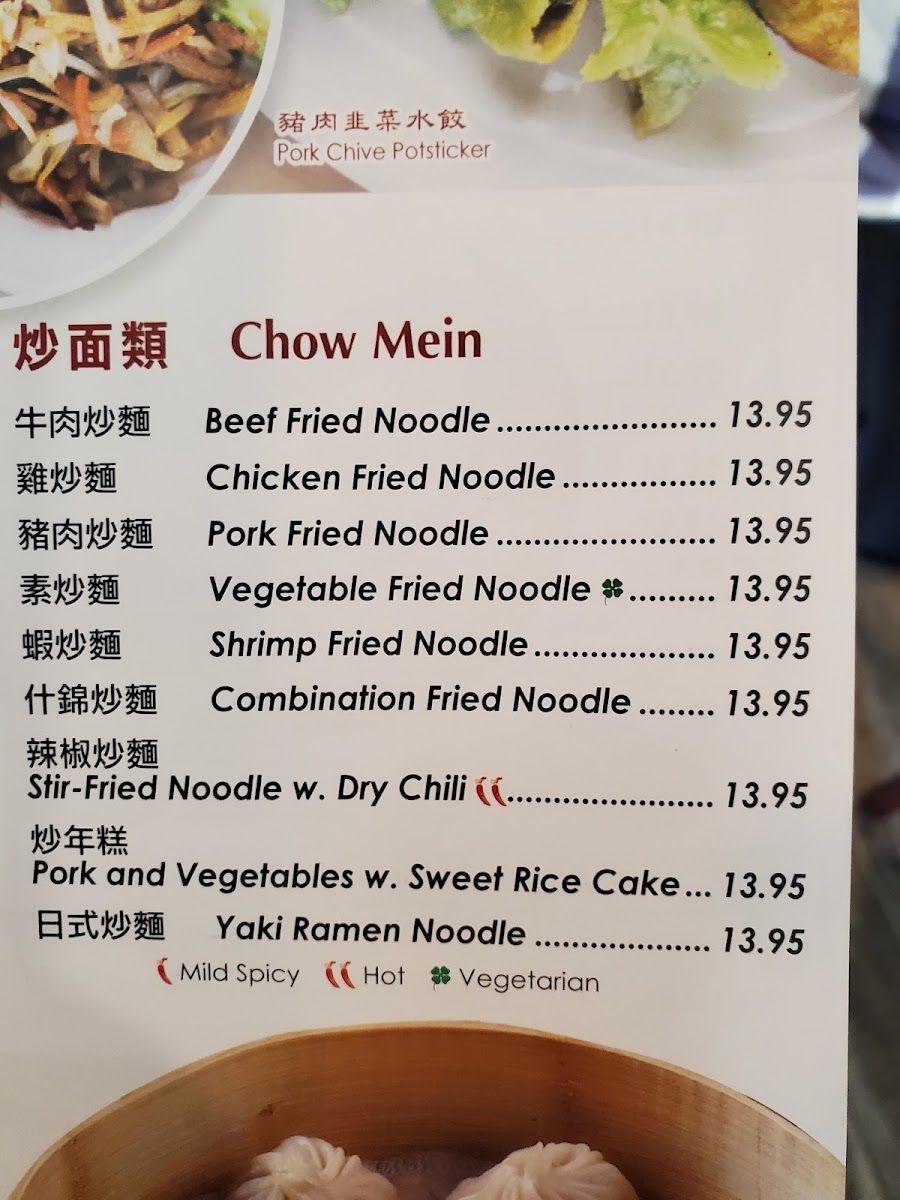 豬肉韭菜水餃
Pork Chive Potsticker
炒面類 Chow Mein
牛肉炒麵 Beef Fried Noodle ....................... 13.95
雞炒麵 Chicken Fried Noodle ................ 13.95
豬肉炒麵 Pork Fried Noodle ....................... 13.95
素炒麵 Vegetable Fried Noodle 🍀......... 13.95
蝦炒麵 Shrimp Fried Noodle ................... 13.95
什錦炒麵 Combination Fried Noodle ........ 13.95
辣椒炒麵
Stir-Fried Noodle w. Dry Chili 🌶🌶...................... 13.95
炒年糕
Pork and Vegetables w. Sweet Rice Cake... 13.95
日式炒麵 Yaki Ramen Noodle ................... 13.95
🌶 Mild Spicy 🌶🌶 Hot 🍀 Vegetarian